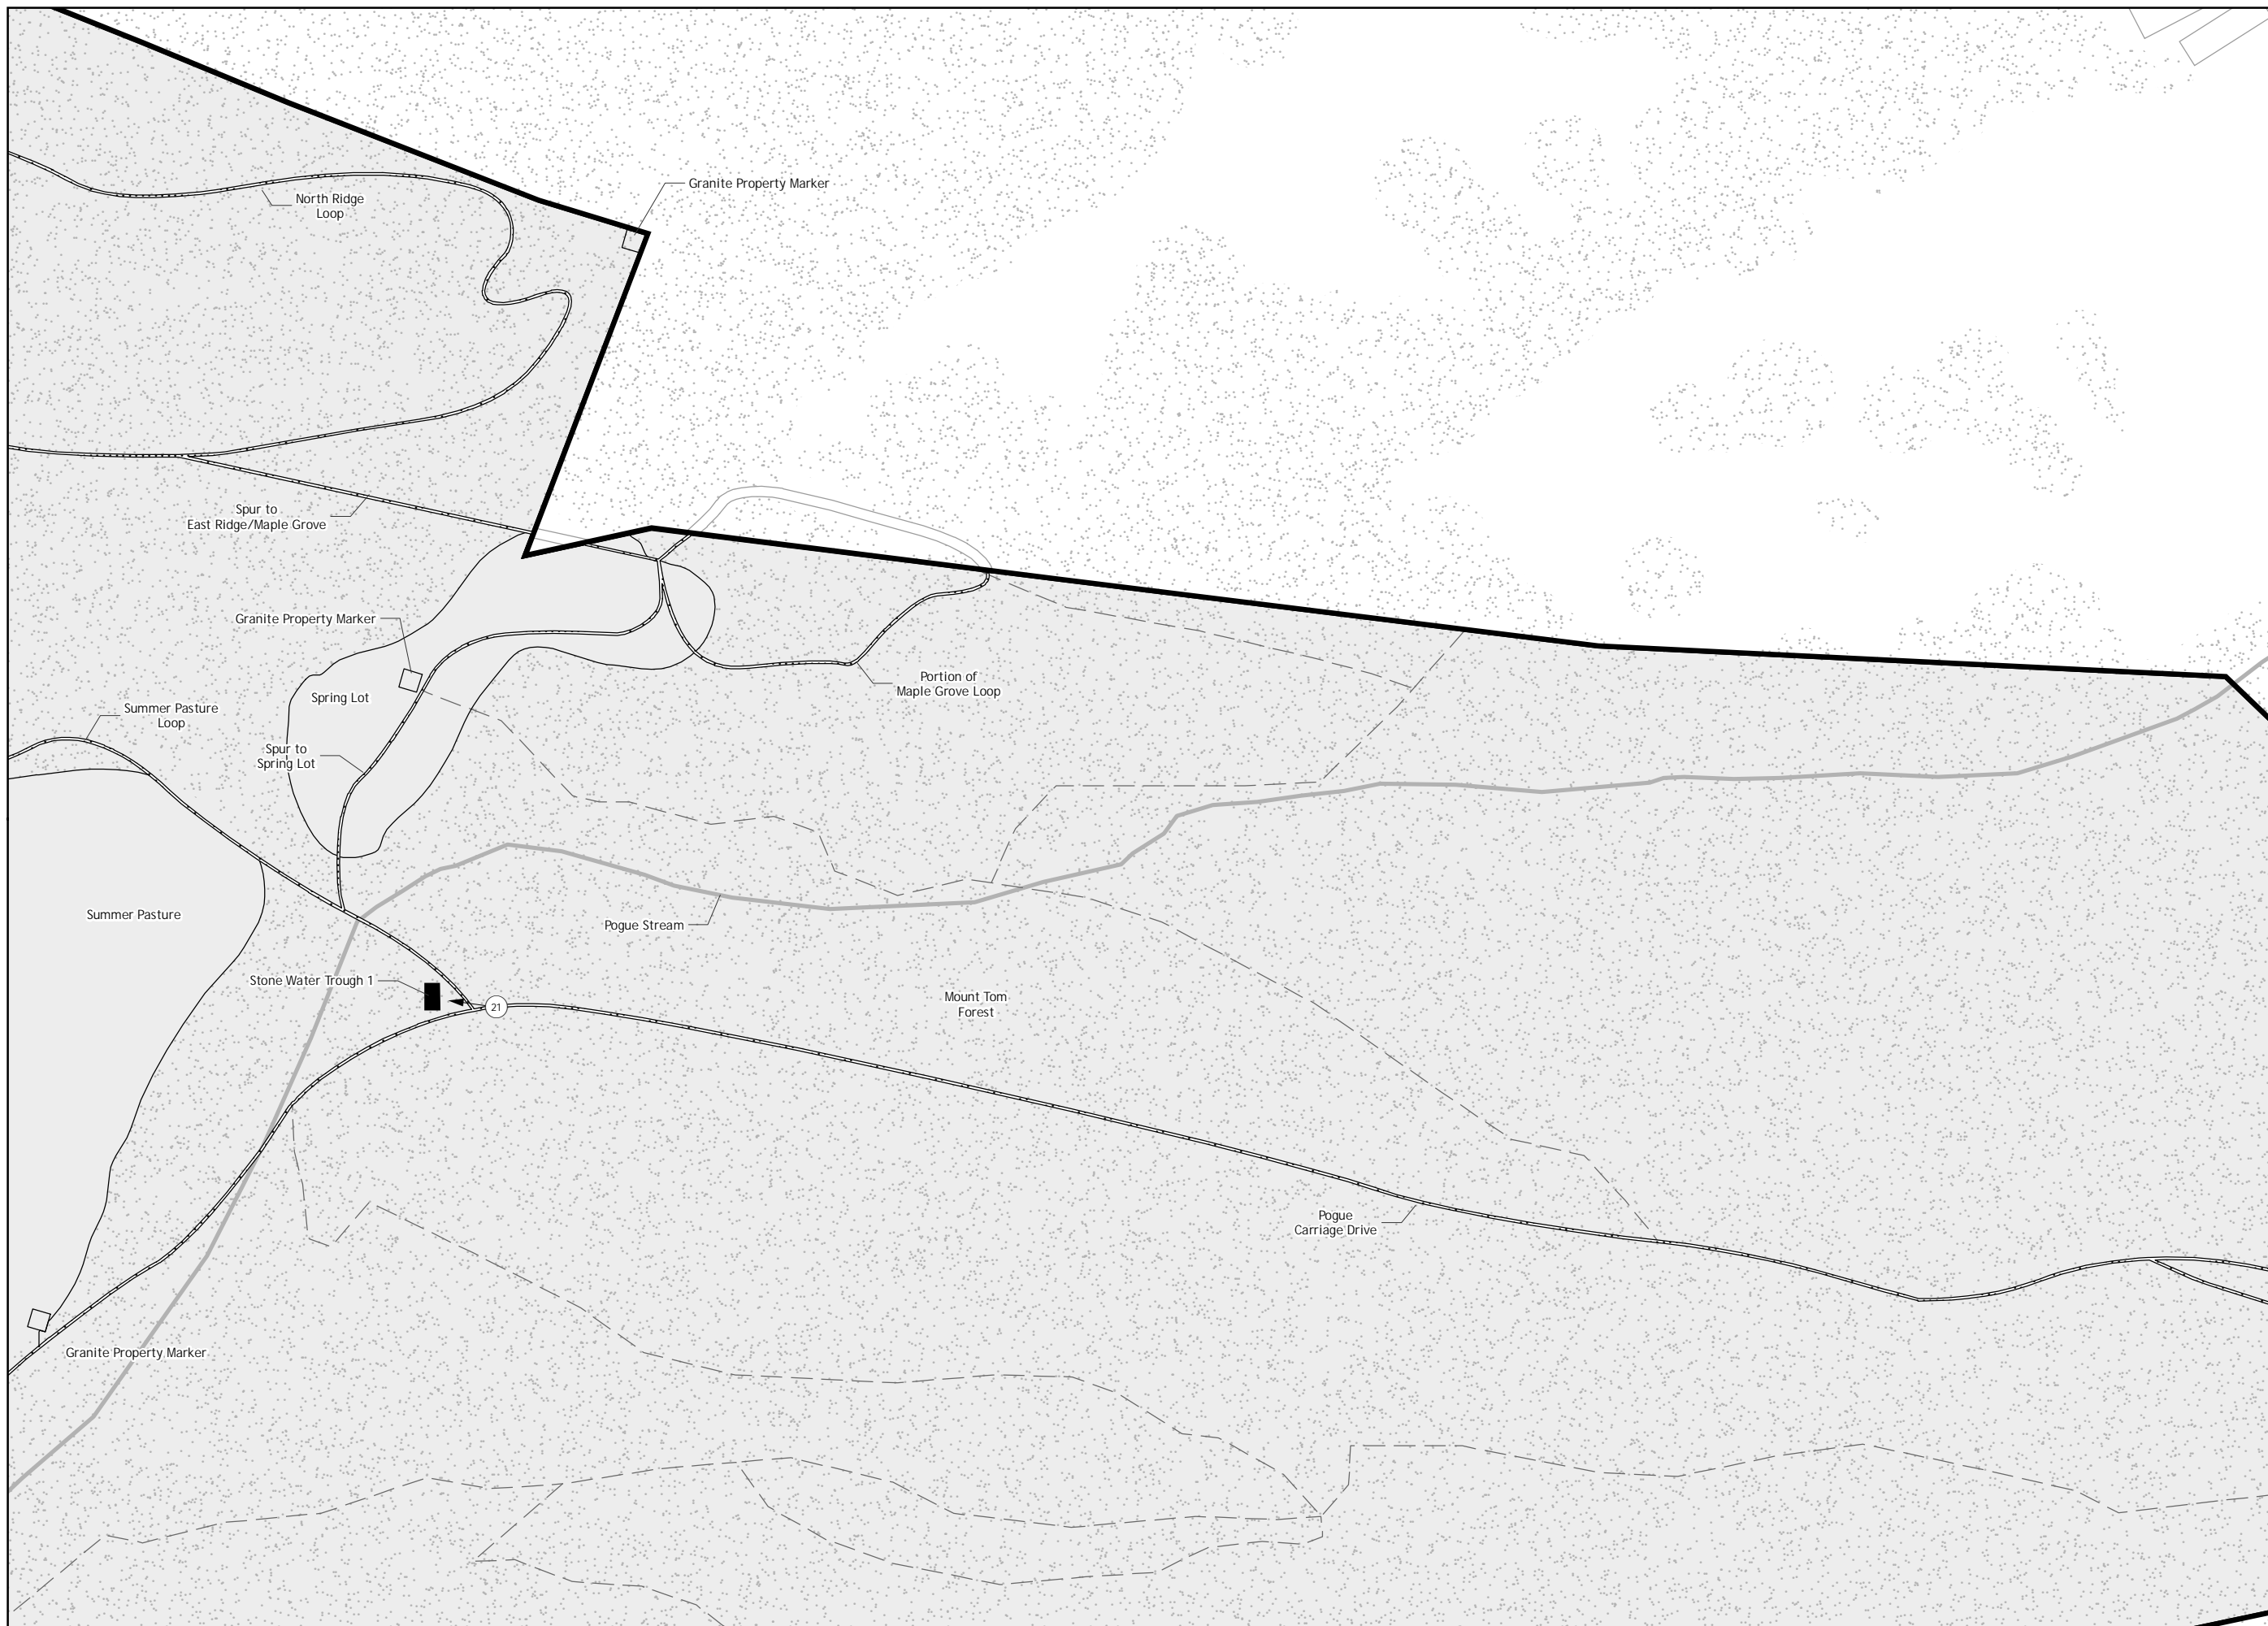 Granite Property Marker
North Ridge
Loop
Spur to
East Ridge/Maple Grove
Granite Property Marker
Portion of
Maple Grove Loop
Spring Lot
Summer Pasture
Loop
Spur to
Spring Lot
Summer Pasture
Pogue Stream
Stone Water Trough 1
21
Mount Tom
Forest
Pogue
Carriage Drive
Granite Property Marker